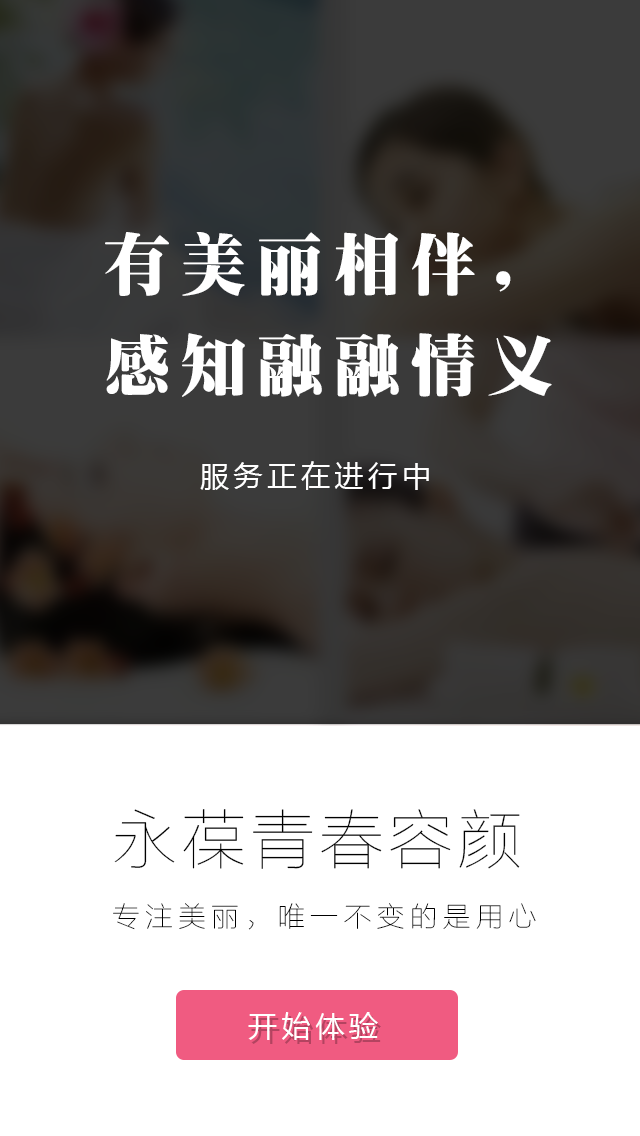 有美丽相伴，
感知融融情义
服务正在进行中
永葆青春容颜
专注美丽，唯一不变的是用心
开始体验